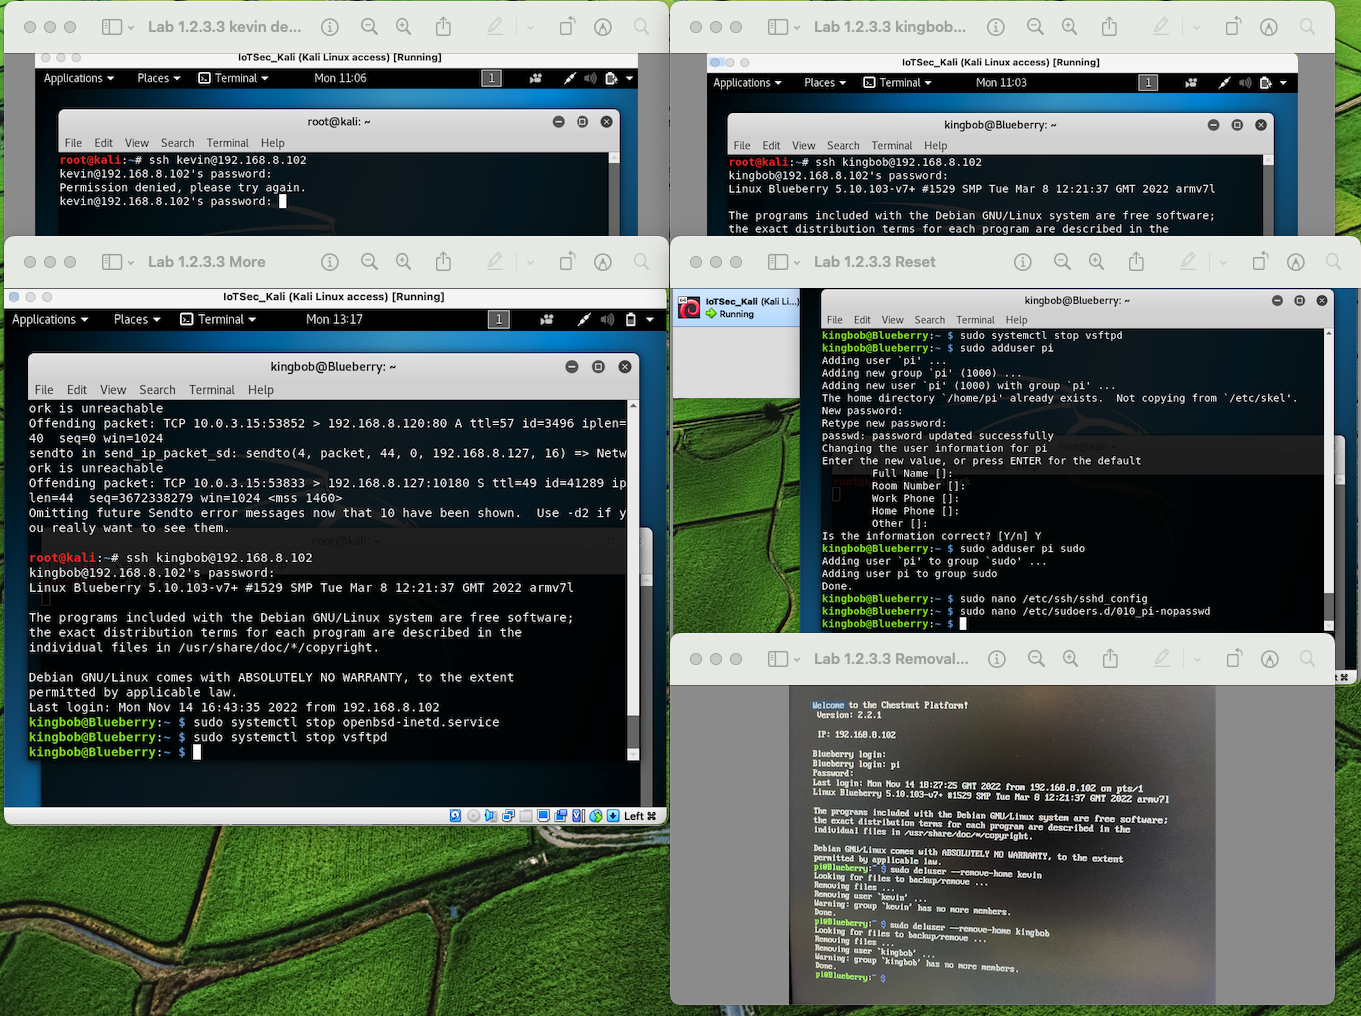 Lab 1.2.3.3 kevin de...
IoTSec_Kali (Kali Linux access) [Running]
Applications Places Terminal Mon 11:06 1
root@kali: ~
File Edit View Search Terminal Help
root@kali:~# ssh kevin@192.168.8.102
kevin@192.168.8.102's password:
Permission denied, please try again.
kevin@192.168.8.102's password:
Lab 1.2.3.3 kingbob...
IoTSec_Kali (Kali Linux access) [Running]
Applications Places Terminal Mon 11:03 1
kingbob@Blueberry: ~
File Edit View Search Terminal Help
root@kali:~# ssh kingbob@192.168.8.102
kingbob@192.168.8.102's password:
Linux Blueberry 5.10.103-v7+ #1529 SMP Tue Mar 8 12:21:37 GMT 2022 armv7l
The programs included with the Debian GNU/Linux system are free software;
the exact distribution terms for each program are described in the
Lab 1.2.3.3 More
IoTSec_Kali (Kali Linux access) [Running]
Applications Places Terminal Mon 13:17 1
kingbob@Blueberry: ~
File Edit View Search Terminal Help
ork is unreachable
Offending packet: TCP 10.0.3.15:53852 > 192.168.8.120:80 A ttl=57 id=3496 iplen=
40  seq=0 win=1024
sendto in send_ip_packet_sd: sendto(4, packet, 44, 0, 192.168.8.127, 16) => Netw
ork is unreachable
Offending packet: TCP 10.0.3.15:53833 > 192.168.8.127:10180 S ttl=49 id=41289 ip
len=44  seq=3672338279 win=1024 <mss 1460>
Omitting future Sendto error messages now that 10 have been shown.  Use -d2 if y
ou really want to see them.
root@kali: ~
root@kali:~# ssh kingbob@192.168.8.102
kingbob@192.168.8.102's password:
Linux Blueberry 5.10.103-v7+ #1529 SMP Tue Mar 8 12:21:37 GMT 2022 armv7l
The programs included with the Debian GNU/Linux system are free software;
the exact distribution terms for each program are described in the
individual files in /usr/share/doc/*/copyright.
Debian GNU/Linux comes with ABSOLUTELY NO WARRANTY, to the extent
permitted by applicable law.
Last login: Mon Nov 14 16:43:35 2022 from 192.168.8.102
kingbob@Blueberry:~ $ sudo systemctl stop openbsd-inetd.service
kingbob@Blueberry:~ $ sudo systemctl stop vsftpd
kingbob@Blueberry:~ $
Left ⌘
Lab 1.2.3.3 Reset
IoTSec_Kali (Kali Li...)
Running
kingbob@Blueberry: ~
File Edit View Search Terminal Help
kingbob@Blueberry:~ $ sudo systemctl stop vsftpd
kingbob@Blueberry:~ $ sudo adduser pi
Adding user `pi' ...
Adding new group `pi' (1000) ...
Adding new user `pi' (1000) with group `pi' ...
The home directory `/home/pi' already exists.  Not copying from `/etc/skel'.
New password:
Retype new password:
passwd: password updated successfully
Changing the user information for pi
Enter the new value, or press ENTER for the default
Full Name []:
Room Number []:
Work Phone []:
Home Phone []:
Other []:
Is the information correct? [Y/n] Y
kingbob@Blueberry:~ $ sudo adduser pi sudo
Adding user `pi' to group `sudo' ...
Adding user pi to group sudo
Done.
kingbob@Blueberry:~ $ sudo nano /etc/ssh/sshd_config
kingbob@Blueberry:~ $ sudo nano /etc/sudoers.d/010_pi-nopasswd
kingbob@Blueberry:~ $
Lab 1.2.3.3 Removal...
Welcome to the Chestnut Platform!
Version: 2.2.1
IP: 192.168.8.102
Blueberry login:
Blueberry login: pi
Password:
Last login: Mon Nov 14 18:27:25 GMT 2022 from 192.168.8.102 on pts/1
Linux Blueberry 5.10.103-v7+ #1529 SMP Tue Mar 8 12:21:37 GMT 2022 armv7l
The programs included with the Debian GNU/Linux system are free software;
the exact distribution terms for each program are described in the
individual files in /usr/share/doc/*/copyright.
Debian GNU/Linux comes with ABSOLUTELY NO WARRANTY, to the extent
permitted by applicable law.
pi@Blueberry:~ $ sudo deluser --remove-home kevin
Looking for files to backup/remove ...
Removing files ...
Removing user `kevin' ...
Warning: group `kevin' has no more members.
Done.
pi@Blueberry:~ $ sudo deluser --remove-home kingbob
Looking for files to backup/remove ...
Removing files ...
Removing user `kingbob' ...
Warning: group `kingbob' has no more members.
Done.
pi@Blueberry:~ $